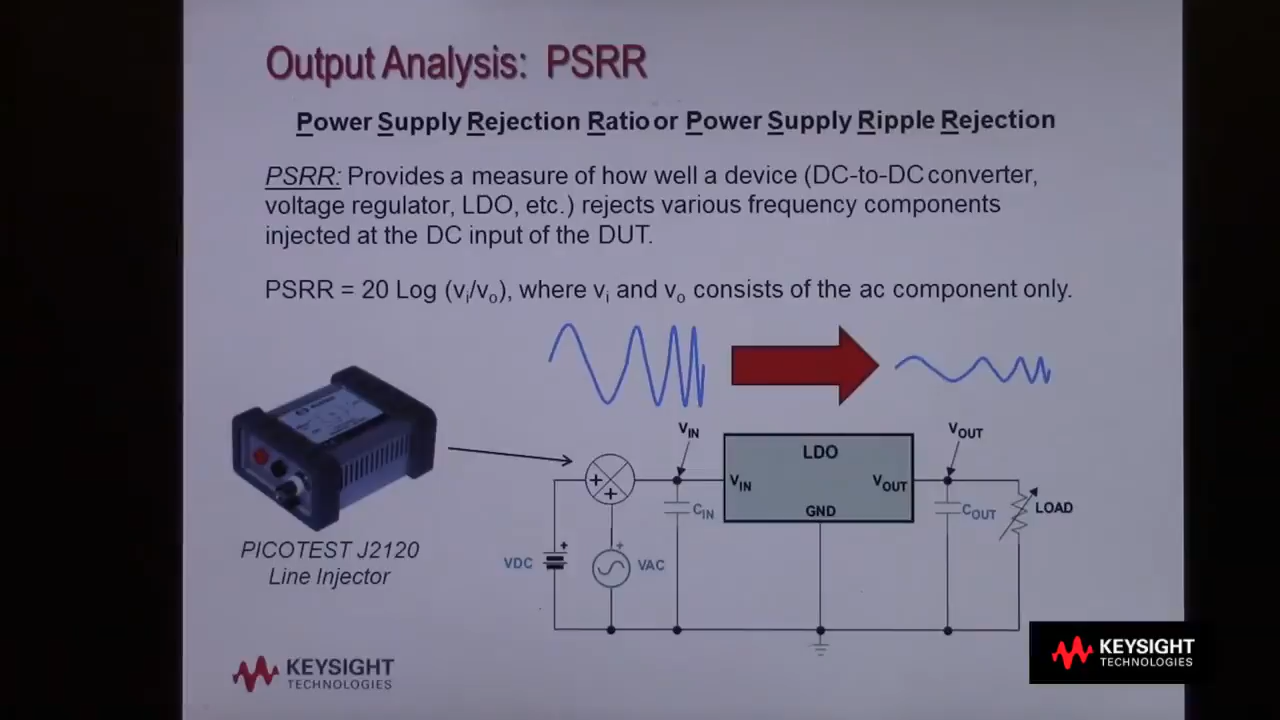 Output Analysis: PSRR
Power Supply Rejection Ratio or Power Supply Ripple Rejection
PSRR: Provides a measure of how well a device (DC-to-DC converter,
voltage regulator, LDO, etc.) rejects various frequency components
injected at the DC input of the DUT.
PSRR = 20 Log (vi/vo), where vi and vo consists of the ac component only.
VIN
VOUT
LDO
VIN
VOUT
GND
CIN
COUT
LOAD
VDC
VAC
PICOTEST J2120
Line Injector
KEYSIGHT
TECHNOLOGIES
KEYSIGHT
TECHNOLOGIES